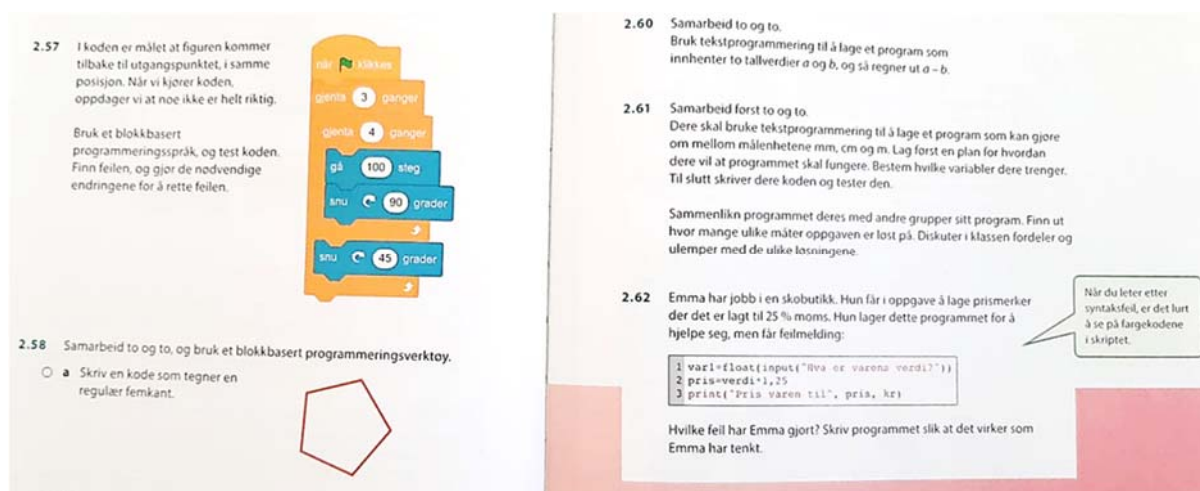 2.57 I koden er målet at figuren kommer
tilbake til utgangspunktet, i samme
posisjon. Når vi kjører koden,
oppdager vi at noe ikke er helt riktig.
Bruk et blokkbasert
programmeringsspråk, og test koden.
Finn feilen, og gjør de nødvendige
endringene for å rette feilen.
når klikkes
gjenta 3 ganger
gjenta 4 ganger
gå 100 steg
snu 90 grader
snu 45 grader
2.58 Samarbeid to og to, og bruk et blokkbasert programmeringsverktøy.
a Skriv en kode som tegner en
regulær femkant.
2.60 Samarbeid to og to.
Bruk tekstprogrammering til å lage et program som
innhenter to tallverdier a og b, og så regner ut a – b.
2.61 Samarbeid først to og to.
Dere skal bruke tekstprogrammering til å lage et program som kan gjøre
om mellom målenhetene mm, cm og m. Lag først en plan for hvordan
dere vil at programmet skal fungere. Bestem hvilke variabler dere trenger.
Til slutt skriver dere koden og tester den.
Sammenlikn programmet deres med andre grupper sitt program. Finn ut
hvor mange ulike måter oppgaven er løst på. Diskuter i klassen fordeler og
ulemper med de ulike løsningene.
2.62 Emma har jobb i en skobutikk. Hun får i oppgave å lage prismerker
der det er lagt til 25 % moms. Hun lager dette programmet for å
hjelpe seg, men får feilmelding:
1 var1=float(input("Hva er varens verdi?"))
2 pris=verdi*1,25
3 print("Pris varen til", pris, kr)
Hvilke feil har Emma gjort? Skriv programmet slik at det virker som
Emma har tenkt.
Når du leter etter
syntaksfeil, er det lurt
å se på fargekodene
i skriptet.